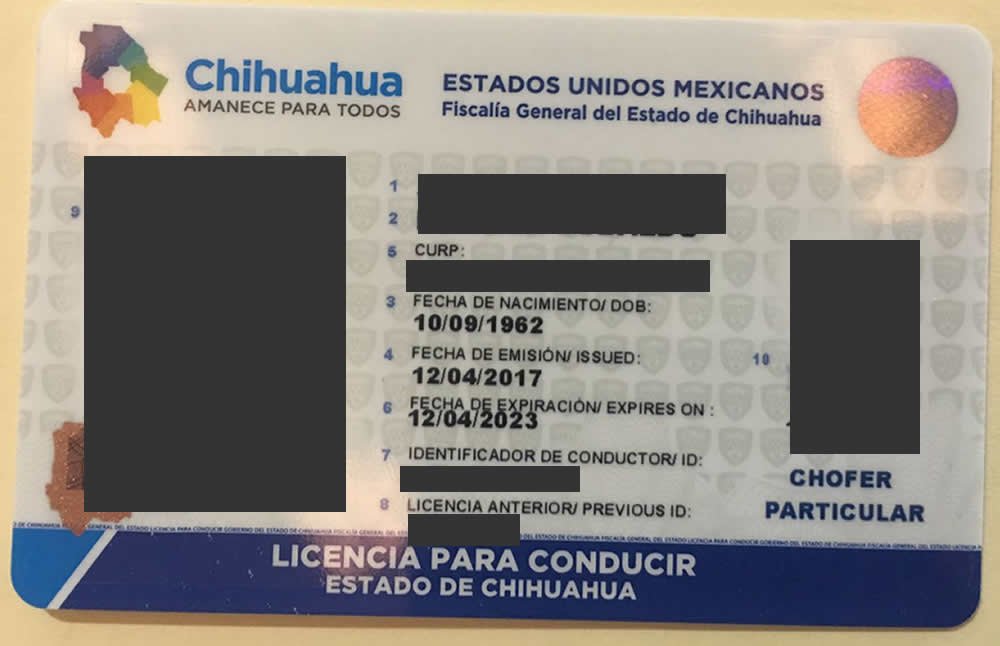 Chihuahua
AMANECE PARA TODOS
ESTADOS UNIDOS MEXICANOS
Fiscalía General del Estado de Chihuahua
9
1
2
5 CURP:
3 FECHA DE NACIMIENTO/ DOB:
10/09/1962
4 FECHA DE EMISIÓN/ ISSUED:
12/04/2017
10
6 FECHA DE EXPIRACIÓN/ EXPIRES ON :
12/04/2023
7 IDENTIFICADOR DE CONDUCTOR/ ID:
8 LICENCIA ANTERIOR/ PREVIOUS ID:
CHOFER
PARTICULAR
LICENCIA PARA CONDUCIR
ESTADO DE CHIHUAHUA